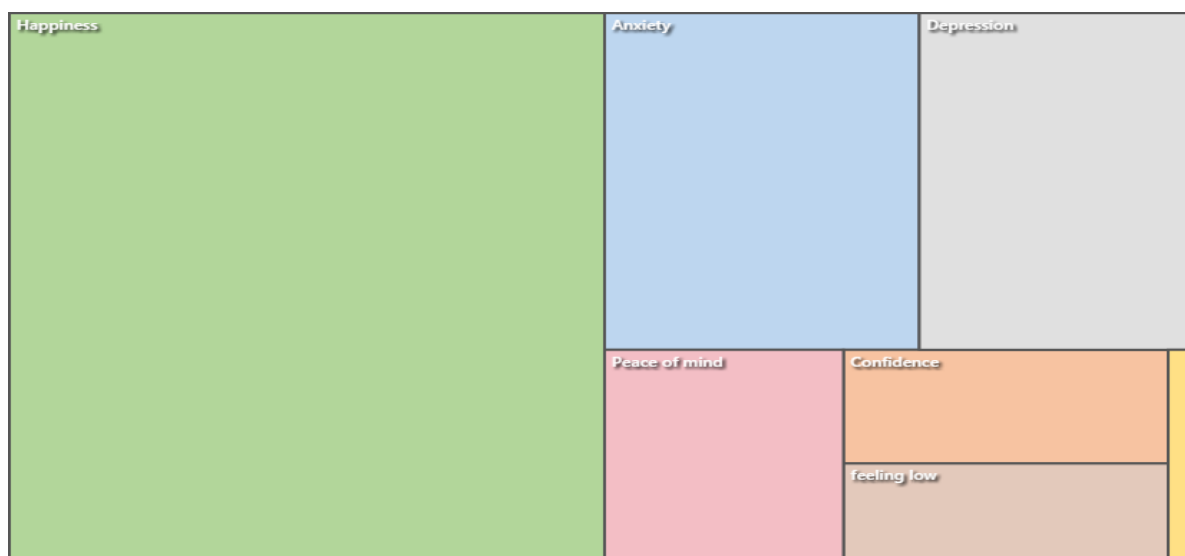 Happiness
Anxiety
Depression
Peace of mind
Confidence
feeling low